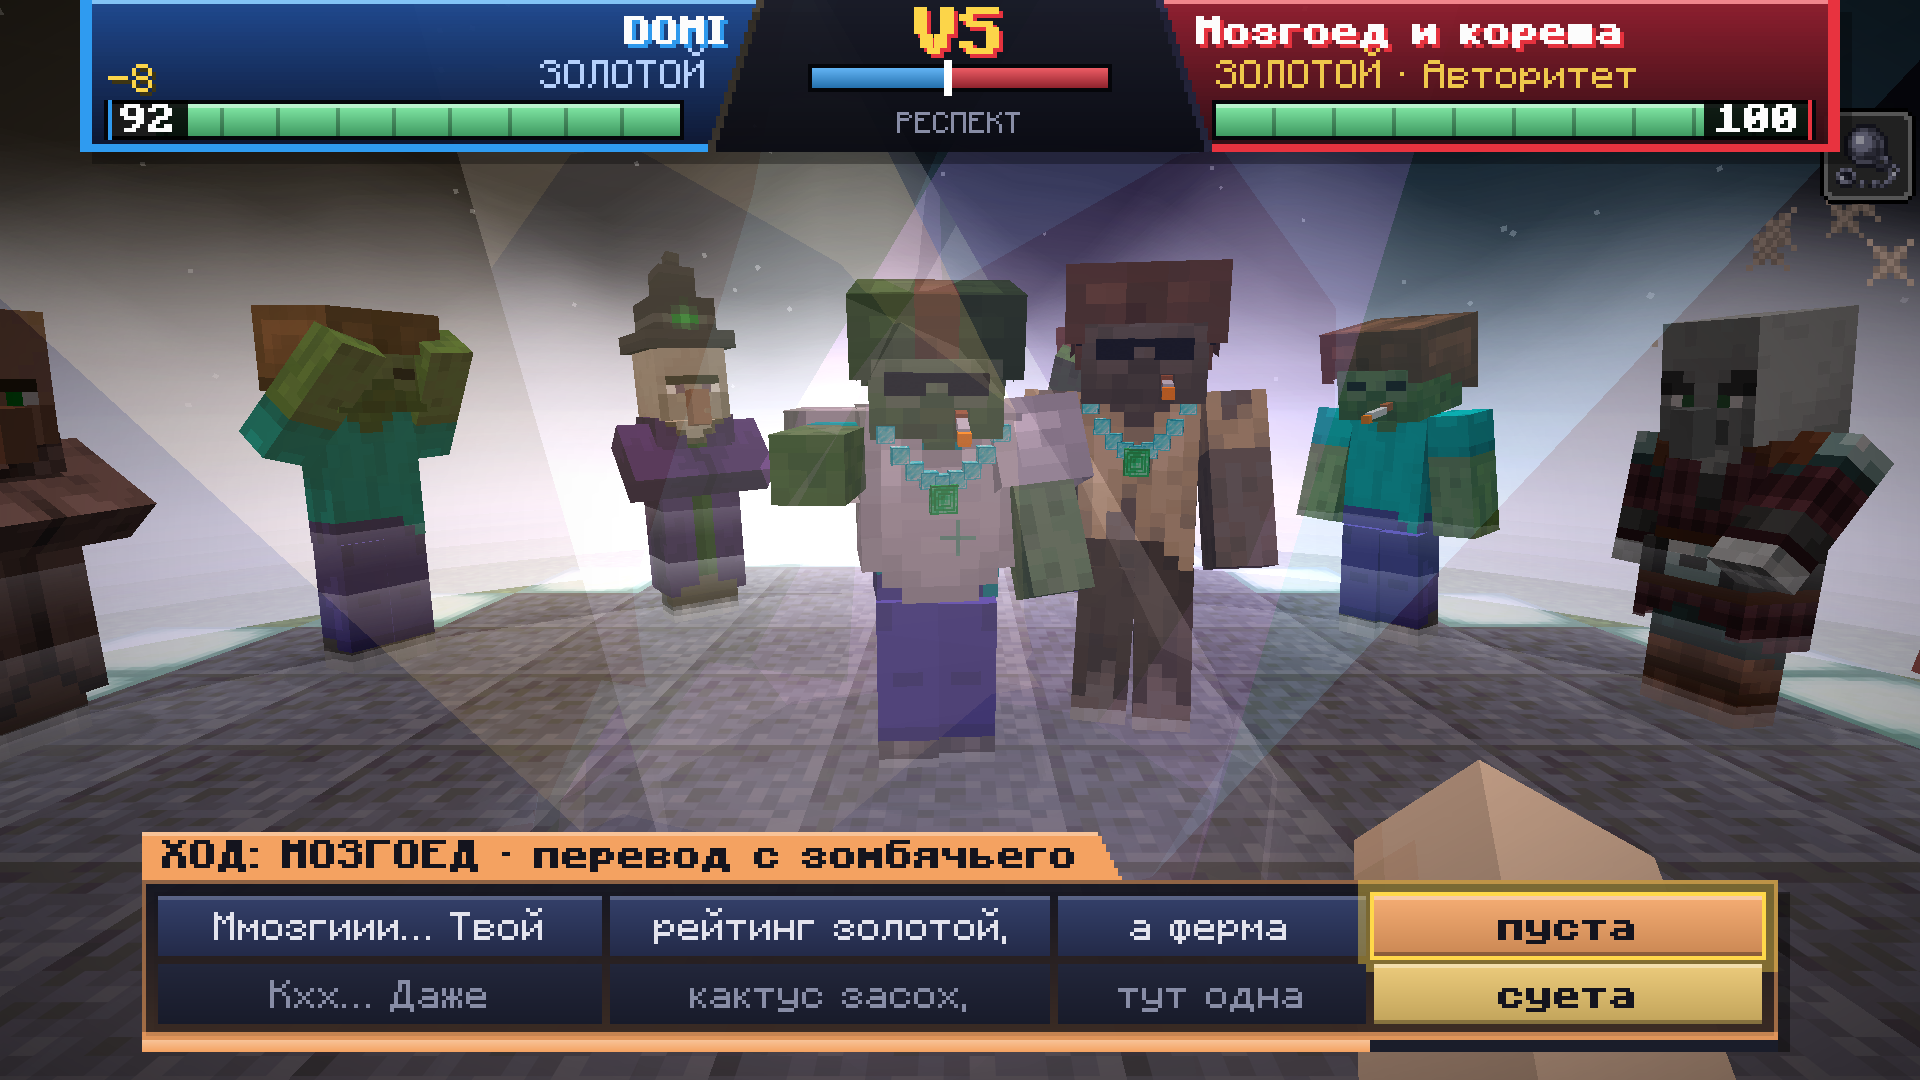 DOMI
ЗОЛОТОЙ
-8
92
VS
РЕСПЕКТ
Мозгоед и кореша
ЗОЛОТОЙ · Авторитет
100
ХОД: МОЗГОЕД · перевод с зомбячьего
Ммозгиии... Твой рейтинг золотой, а ферма пуста
Кхх... Даже кактус засох, тут одна суета